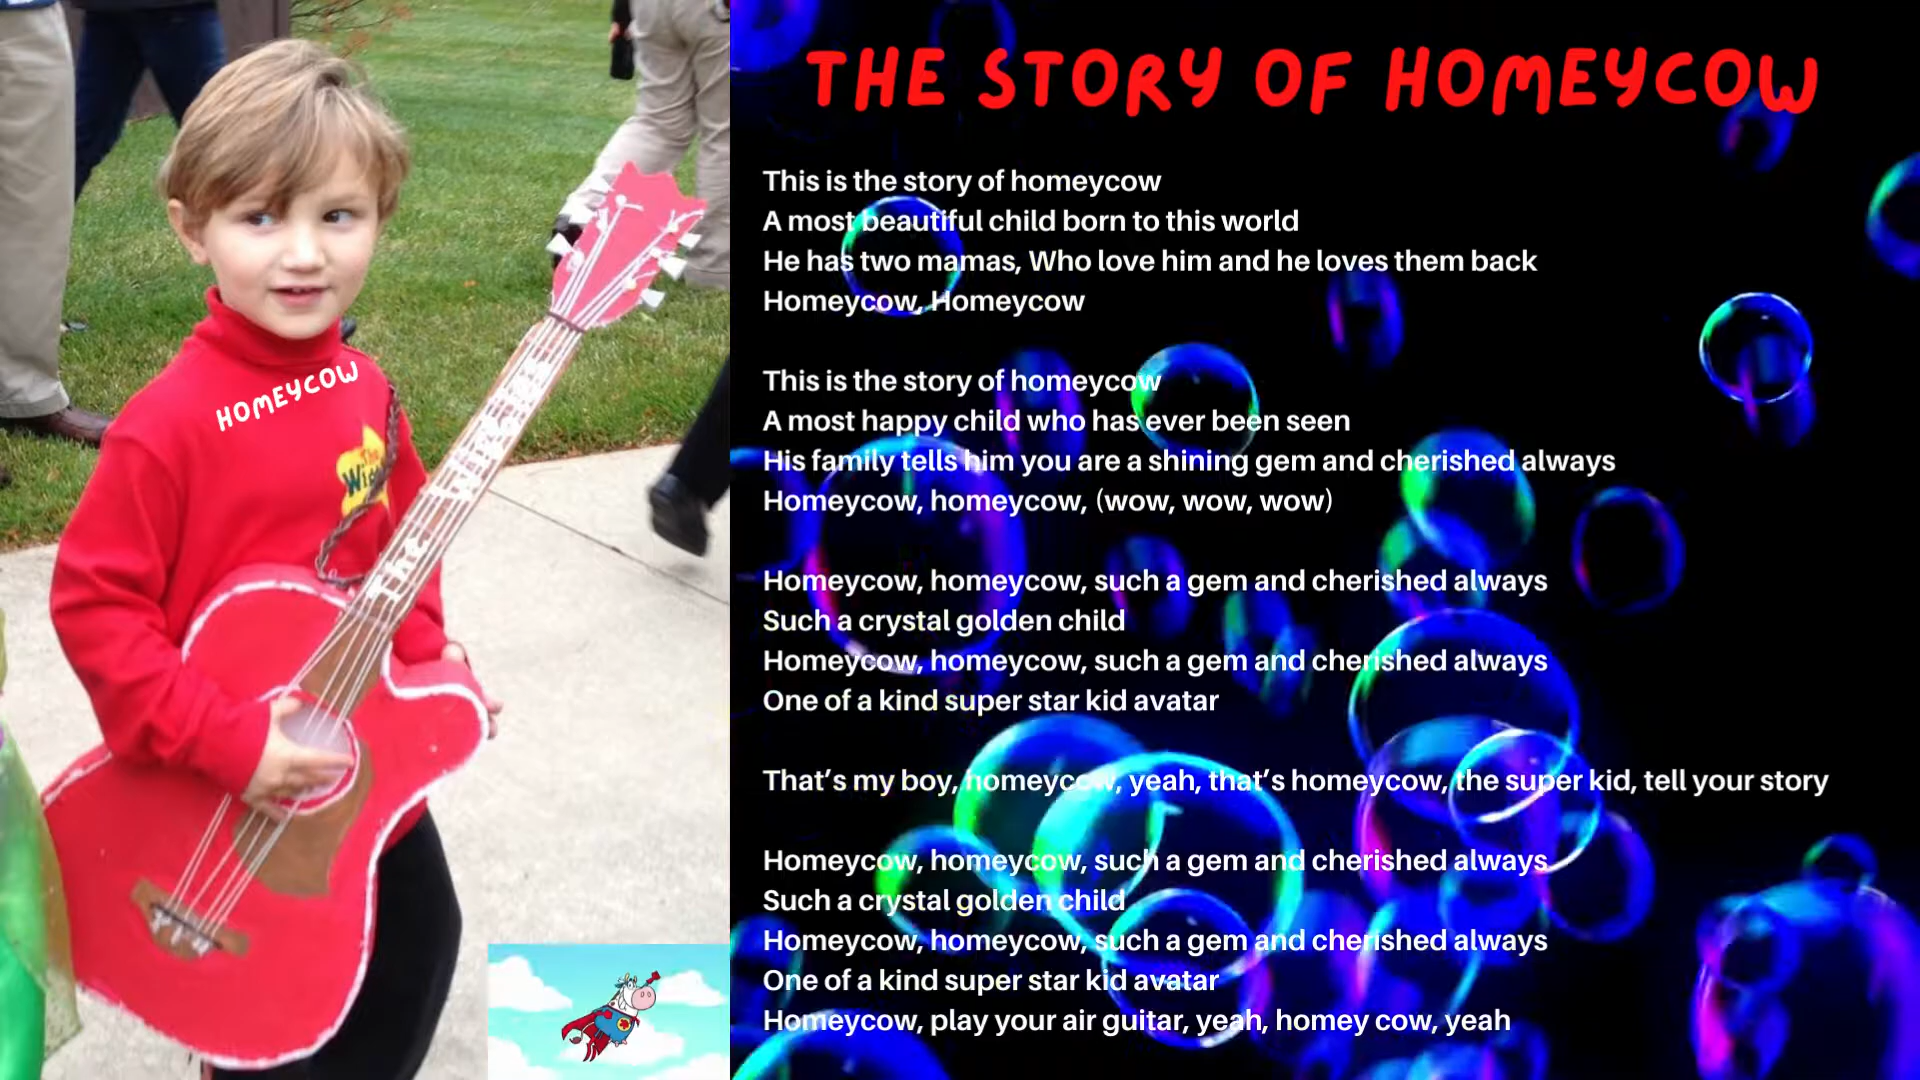 THE STORY OF HOMEYCOW
This is the story of homeycow
A most beautiful child born to this world
He has two mamas, Who love him and he loves them back
Homeycow, Homeycow
This is the story of homeycow
A most happy child who has ever been seen
His family tells him you are a shining gem and cherished always
Homeycow, homeycow, (wow, wow, wow)
Homeycow, homeycow, such a gem and cherished always
Such a crystal golden child
Homeycow, homeycow, such a gem and cherished always
One of a kind super star kid avatar
That’s my boy, homeycow, yeah, that’s homeycow, the super kid, tell your story
Homeycow, homeycow, such a gem and cherished always
Such a crystal golden child
Homeycow, homeycow, such a gem and cherished always
One of a kind super star kid avatar
Homeycow, play your air guitar, yeah, homey cow, yeah
HOMEYCOW
The
The